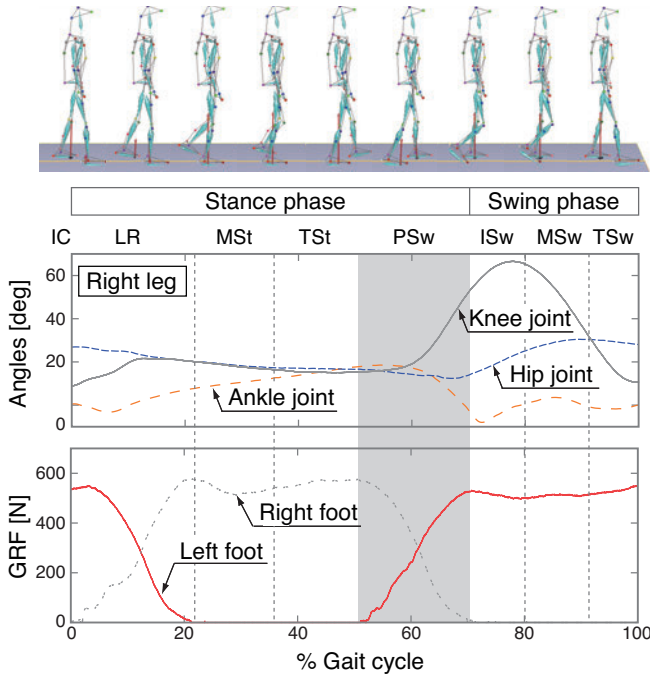 Stance phase Swing phase
IC LR MSt TSt PSw ISw MSw TSw
Angles [deg]
60
40
20
0
Right leg
Knee joint
Hip joint
Ankle joint
GRF [N]
600
400
200
0
Right foot
Left foot
0 20 40 60 80 100
% Gait cycle